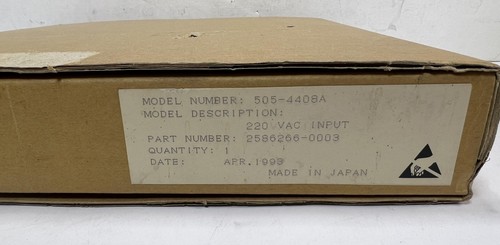 MODEL NUMBER: 505-4408A
MODEL DESCRIPTION:
220 VAC INPUT
PART NUMBER: 2586266-0003
QUANTITY: 1
DATE: APR.1990
MADE IN JAPAN